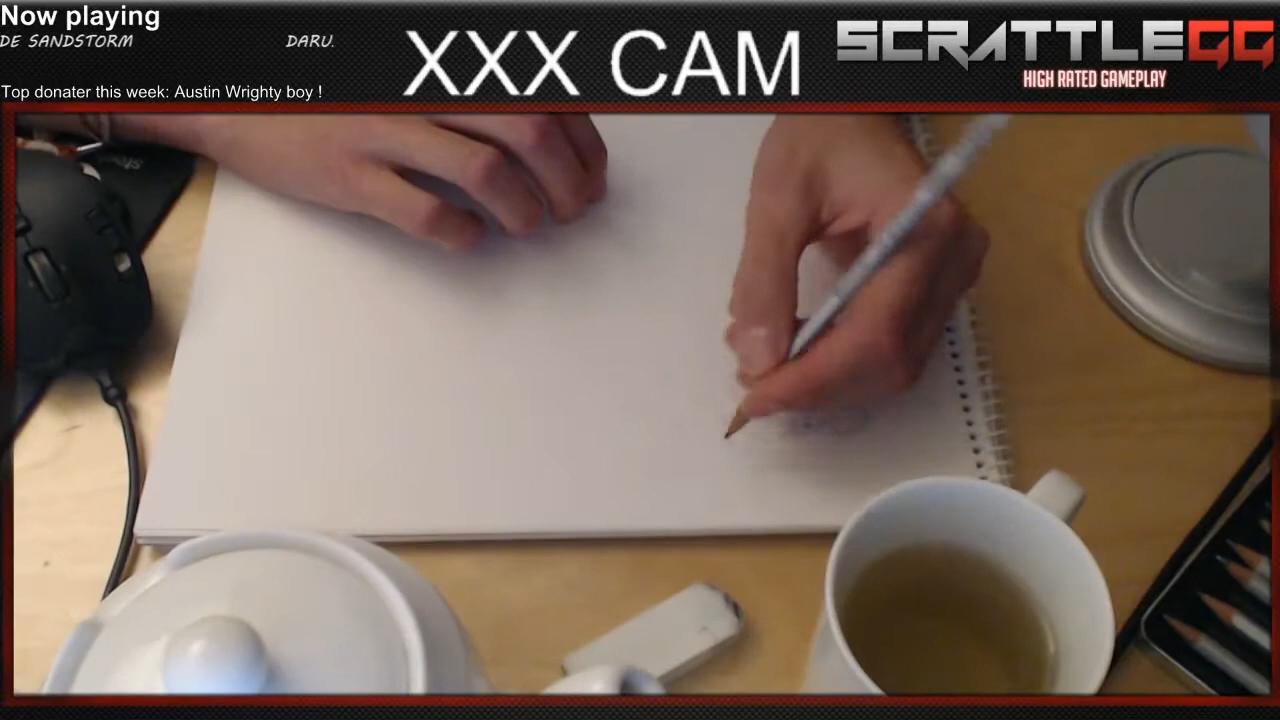 Now playing
DE SANDSTORM DARU.
Top donater this week: Austin Wrighty boy !
XXX CAM
SCRATTLEGG
HIGH RATED GAMEPLAY